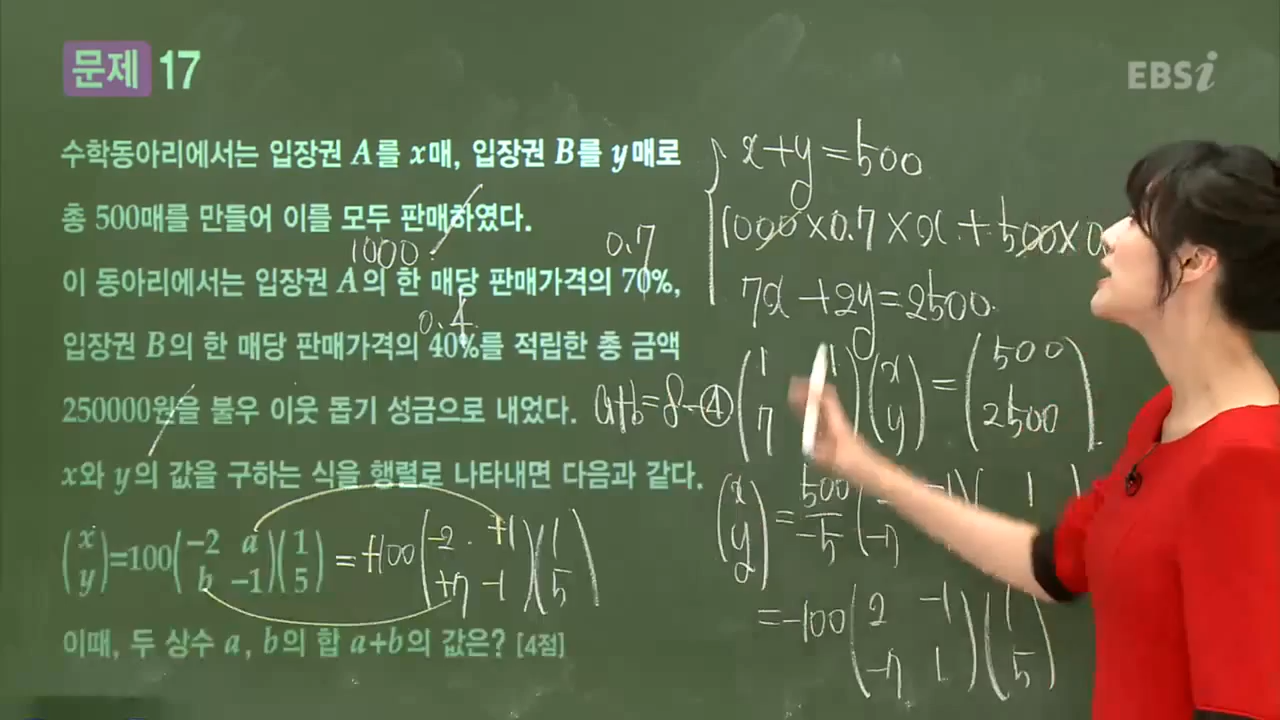 문제 17
EBSi
수학동아리에서는 입장권 A를 x매, 입장권 B를 y매로
총 500매를 만들어 이를 모두 판매하였다.
1000
0.7
이 동아리에서는 입장권 A의 한 매당 판매가격의 70%,
0.4
입장권 B의 한 매당 판매가격의 40%를 적립한 총 금액
250000원을 불우 이웃 돕기 성금으로 내었다.
x와 y의 값을 구하는 식을 행렬로 나타내면 다음과 같다.
(x y)=100(-2 a b -1)(1 5) = +100(-2 +1 +7 -1)(1 5)
이때, 두 상수 a, b의 합 a+b의 값은? [4점]
x+y=500
1000×0.7×x+500×0
7x+2y=2500
a+b=8-④
(1 1 7)(x y)=(500 2500)
(x y)=500/-5(-1 -7)(1
=-100(2 -1 -7 1)(1 5)